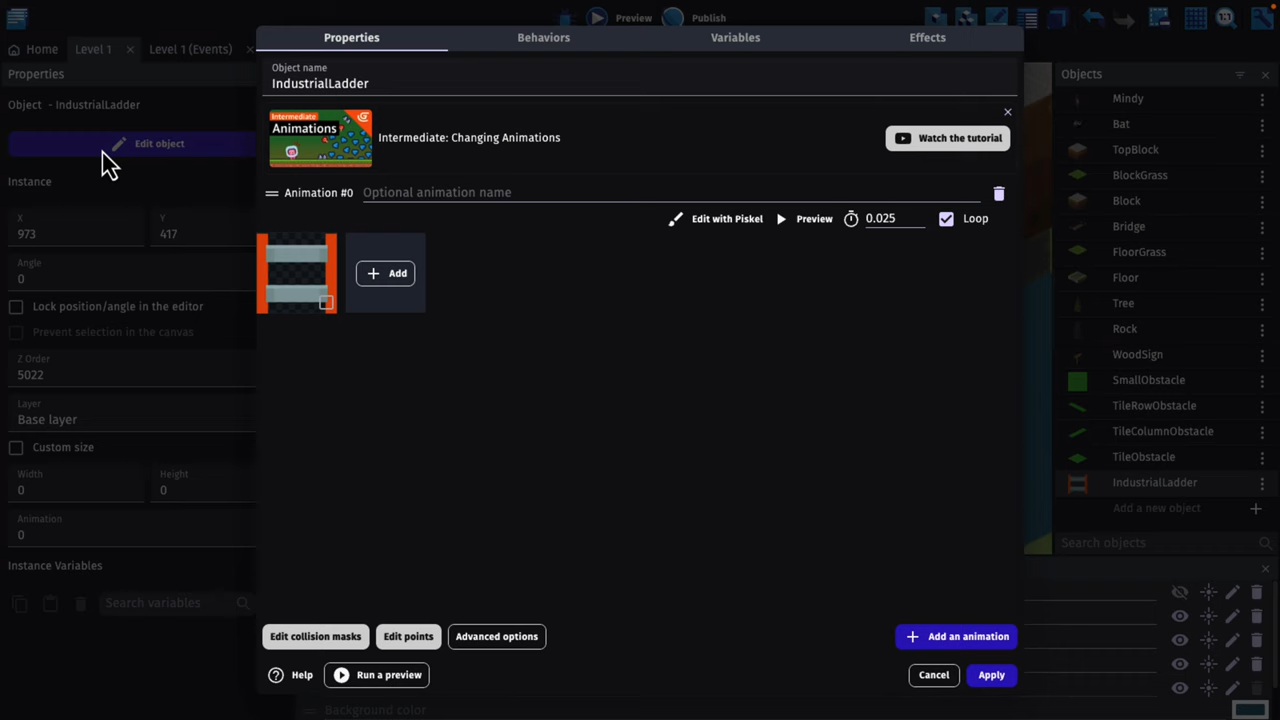 Preview
Publish
Home
Level 1
Level 1 (Events)
Properties
Object - IndustrialLadder
Edit object
Instance
X
973
Y
417
Angle
0
Lock position/angle in the editor
Prevent selection in the canvas
Z Order
5022
Layer
Base layer
Custom size
Width
0
Height
0
Animation
0
Instance Variables
Search variables
Properties
Behaviors
Variables
Effects
Object name
IndustrialLadder
Intermediate
Animations
Intermediate: Changing Animations
Watch the tutorial
Animation #0
Optional animation name
Edit with Piskel
Preview
0.025
Loop
Add
Edit collision masks
Edit points
Advanced options
Add an animation
Help
Run a preview
Cancel
Apply
Background color
1:1
Objects
Mindy
Bat
TopBlock
BlockGrass
Block
Bridge
FloorGrass
Floor
Tree
Rock
WoodSign
SmallObstacle
TileRowObstacle
TileColumnObstacle
TileObstacle
IndustrialLadder
Add a new object
Search objects